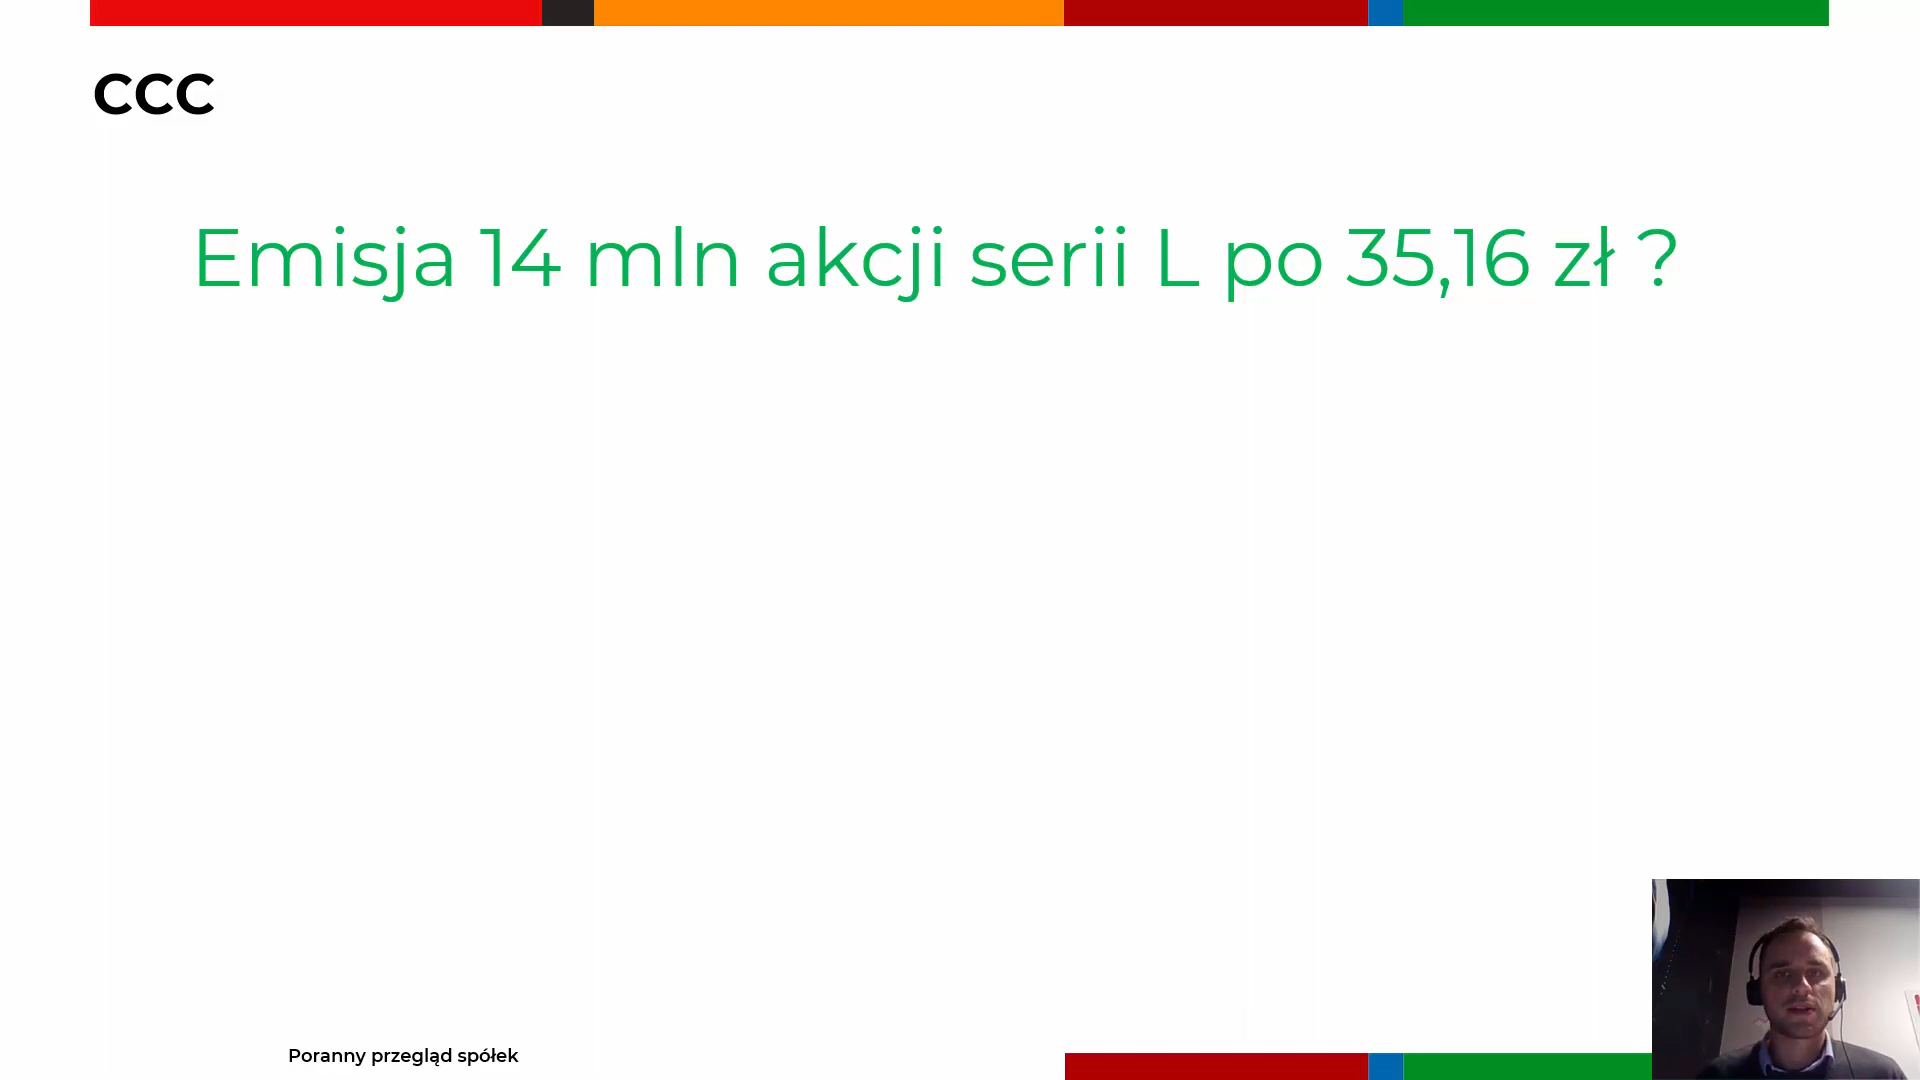 CCC
Emisja 14 mln akcji serii L po 35,16 zł ?
Poranny przegląd spółek